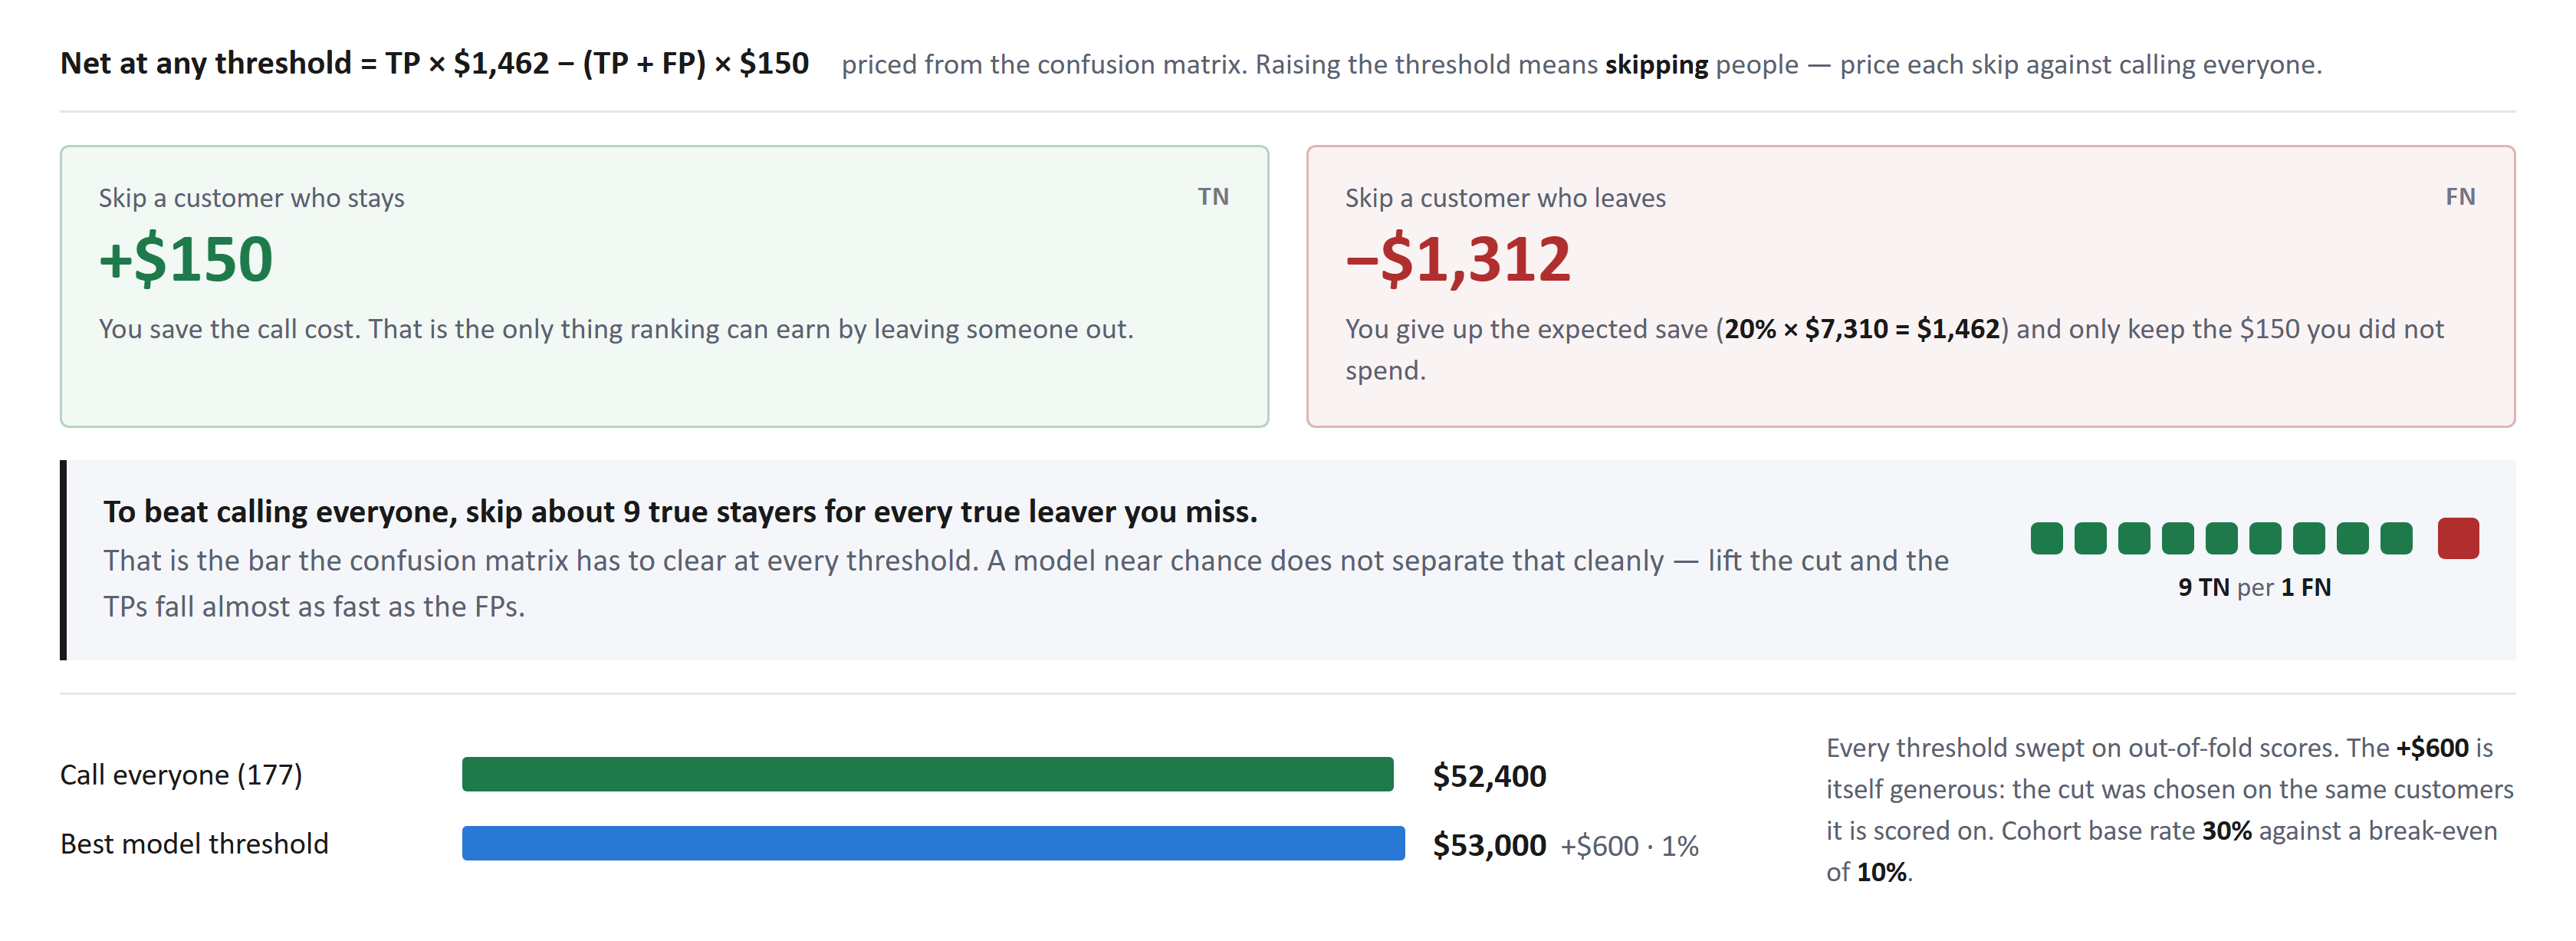 Net at any threshold = TP × $1,462 − (TP + FP) × $150 priced from the confusion matrix. Raising the threshold means skipping people — price each skip against calling everyone.
Skip a customer who stays TN
+$150
You save the call cost. That is the only thing ranking can earn by leaving someone out.
Skip a customer who leaves FN
−$1,312
You give up the expected save (20% × $7,310 = $1,462) and only keep the $150 you did not
spend.
To beat calling everyone, skip about 9 true stayers for every true leaver you miss.
That is the bar the confusion matrix has to clear at every threshold. A model near chance does not separate that cleanly — lift the cut and the
TPs fall almost as fast as the FPs.
9 TN per 1 FN
Call everyone (177) $52,400
Best model threshold $53,000 +$600 · 1%
Every threshold swept on out-of-fold scores. The +$600 is
itself generous: the cut was chosen on the same customers
it is scored on. Cohort base rate 30% against a break-even
of 10%.